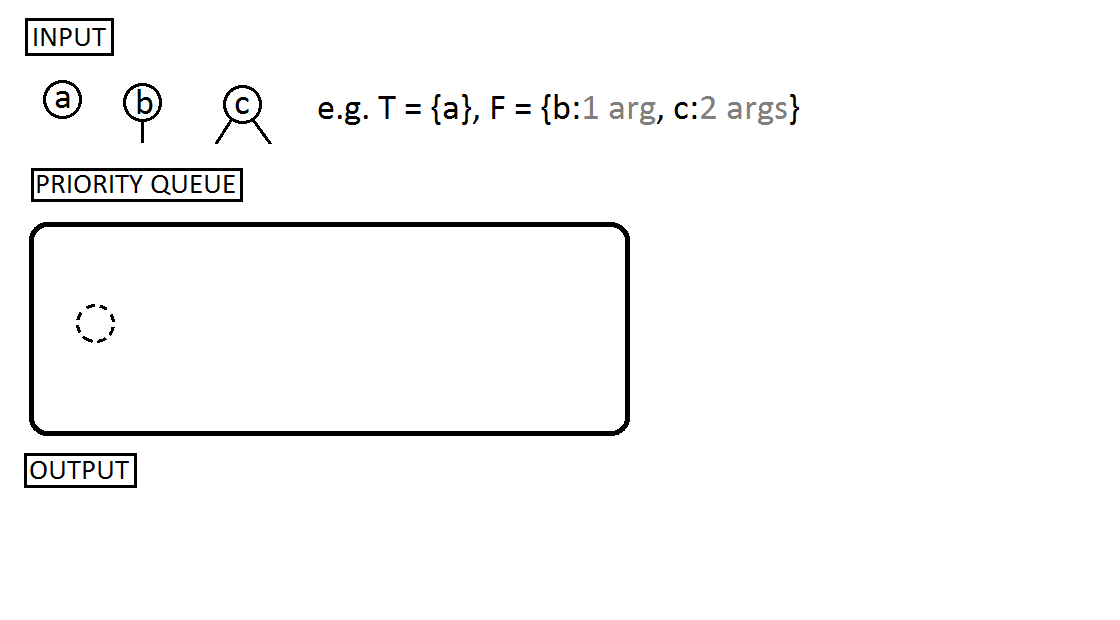 INPUT
a b c e.g. T = {a}, F = {b:1 arg, c:2 args}
PRIORITY QUEUE
OUTPUT